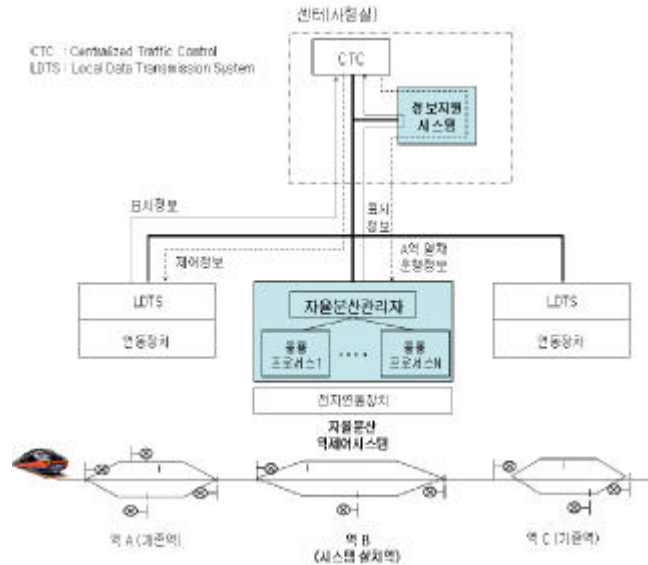 센터(사령실)
CTC : Centralized Traffic Control
LDTS : Local Data Transmission System
CTC
정보지원
시스템
표시정보
표시
정보
제어정보
A역 열차
운행정보
LDTS
연동장치
자율분산관리자
응용
프로세스1
....
응용
프로세스N
LDTS
연동장치
전자연동장치
자율분산
역제어시스템
역 A (기존역)
역 B
(시스템 설치역)
역 C (기존역)